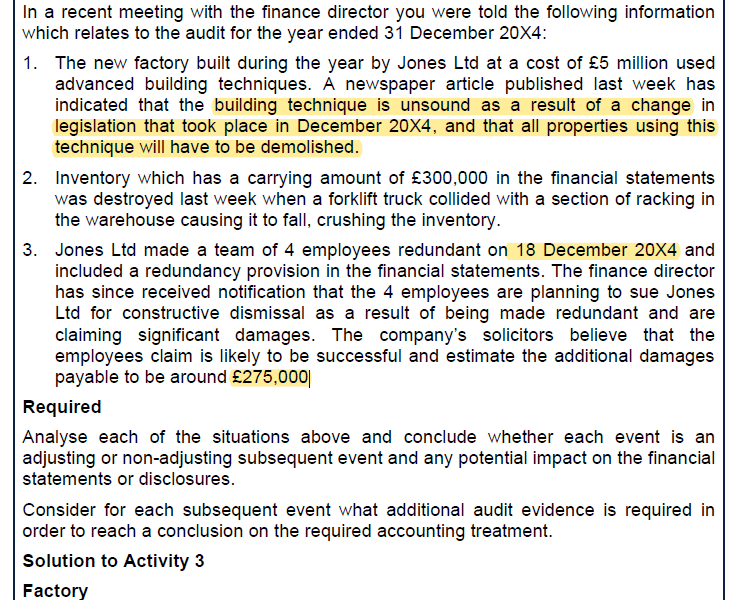 In a recent meeting with the finance director you were told the following information
which relates to the audit for the year ended 31 December 20X4:
1. The new factory built during the year by Jones Ltd at a cost of £5 million used
advanced building techniques. A newspaper article published last week has
indicated that the building technique is unsound as a result of a change in
legislation that took place in December 20X4, and that all properties using this
technique will have to be demolished.
2. Inventory which has a carrying amount of £300,000 in the financial statements
was destroyed last week when a forklift truck collided with a section of racking in
the warehouse causing it to fall, crushing the inventory.
3. Jones Ltd made a team of 4 employees redundant on 18 December 20X4 and
included a redundancy provision in the financial statements. The finance director
has since received notification that the 4 employees are planning to sue Jones
Ltd for constructive dismissal as a result of being made redundant and are
claiming significant damages. The company's solicitors believe that the
employees claim is likely to be successful and estimate the additional damages
payable to be around £275,000
Required
Analyse each of the situations above and conclude whether each event is an
adjusting or non-adjusting subsequent event and any potential impact on the financial
statements or disclosures.
Consider for each subsequent event what additional audit evidence is required in
order to reach a conclusion on the required accounting treatment.
Solution to Activity 3
Factory